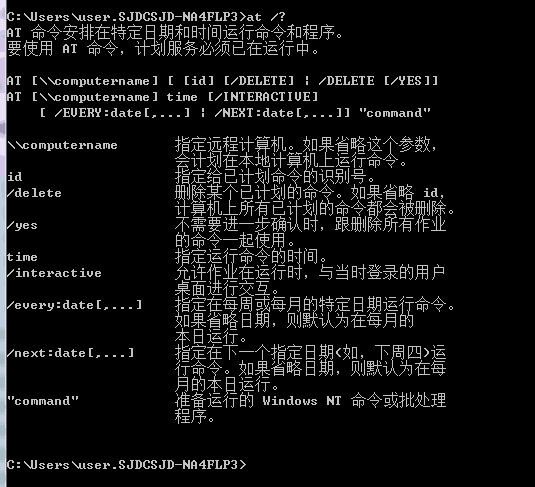 C:\Users\user.SJDCSJD-NA4FLP3>at /?
AT 命令安排在特定日期和时间运行命令和程序。
要使用 AT 命令，计划服务必须已在运行中。
AT [\\computername] [ [id] [/DELETE] ¦ /DELETE [/YES]]
AT [\\computername] time [/INTERACTIVE]
[ /EVERY:date[,...] ¦ /NEXT:date[,...]] "command"
\\computername 指定远程计算机。如果省略这个参数，
会计划在本地计算机上运行命令。
id 指定给已计划命令的识别号。
/delete 删除某个已计划的命令。如果省略 id，
计算机上所有已计划的命令都会被删除。
/yes 不需要进一步确认时，跟删除所有作业
的命令一起使用。
time 指定运行命令的时间。
/interactive 允许作业在运行时，与当时登录的用户
桌面进行交互。
/every:date[,...] 指定在每周或每月的特定日期运行命令。
如果省略日期，则默认为在每月的
本日运行。
/next:date[,...] 指定在下一个指定日期(如，下周四)运
行命令。如果省略日期，则默认为在每
月的本日运行。
"command" 准备运行的 Windows NT 命令或批处理
程序。
C:\Users\user.SJDCSJD-NA4FLP3>